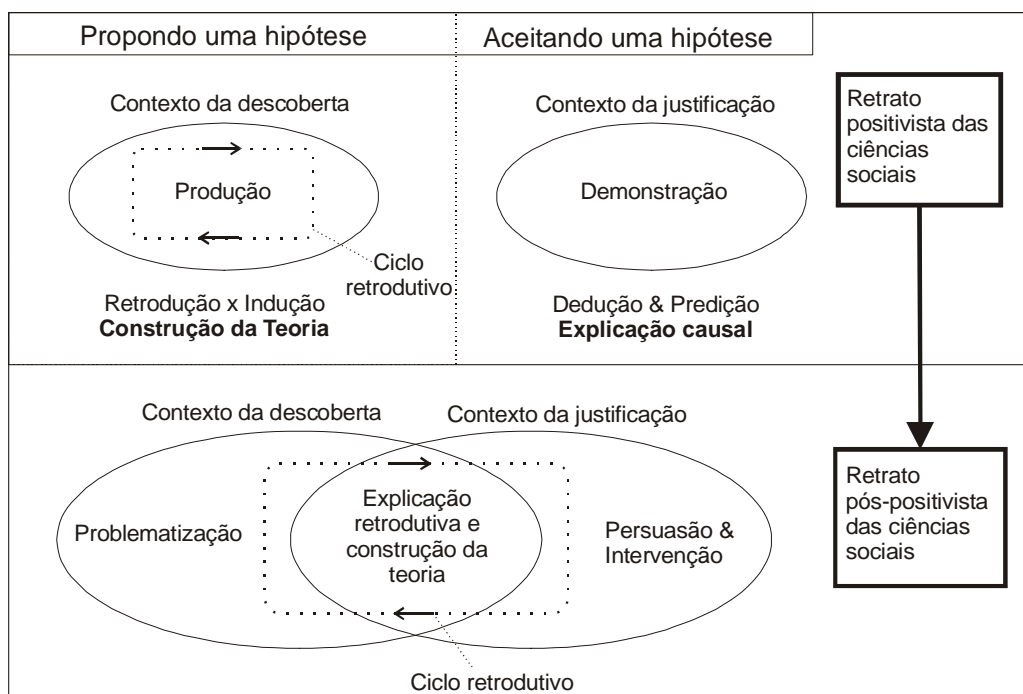 Propondo uma hipótese
Aceitando uma hipótese
Contexto da descoberta
Produção
Ciclo
retrodutivo
Retrodução x Indução
Construção da Teoria
Contexto da justificação
Demonstração
Dedução & Predição
Explicação causal
Retrato
positivista das
ciências
sociais
Contexto da descoberta
Contexto da justificação
Problematização
Explicação
retrodutiva e
construção da
teoria
Persuasão &
Intervenção
Ciclo retrodutivo
Retrato
pós-positivista
das ciências
sociais